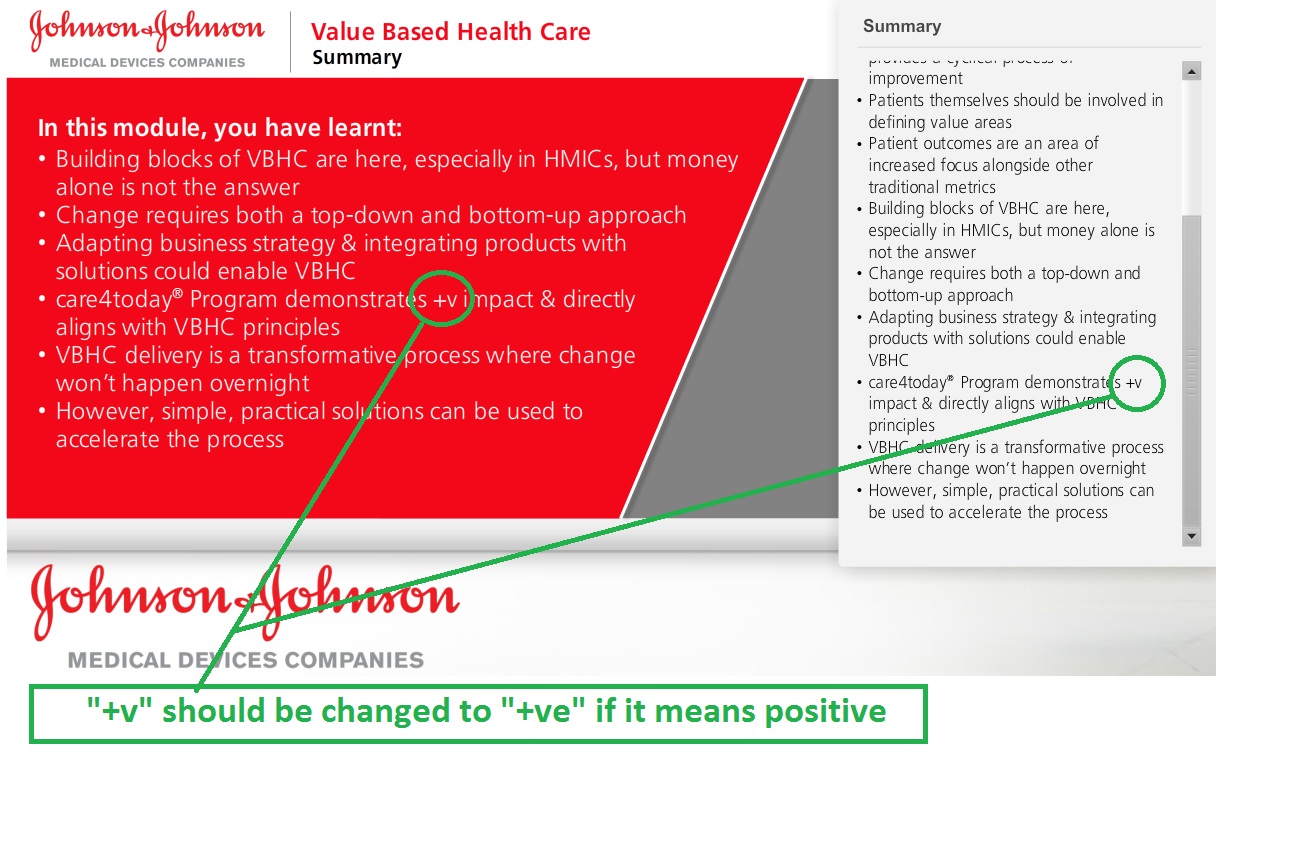 Johnson & Johnson
MEDICAL DEVICES COMPANIES
Value Based Health Care
Summary
In this module, you have learnt:
• Building blocks of VBHC are here, especially in HMICs, but money
alone is not the answer
• Change requires both a top-down and bottom-up approach
• Adapting business strategy & integrating products with
solutions could enable VBHC
• care4today® Program demonstrates +v impact & directly
aligns with VBHC principles
• VBHC delivery is a transformative process where change
won't happen overnight
• However, simple, practical solutions can be used to
accelerate the process
Summary
provides a cyclical process of
improvement
• Patients themselves should be involved in
defining value areas
• Patient outcomes are an area of
increased focus alongside other
traditional metrics
• Building blocks of VBHC are here,
especially in HMICs, but money alone is
not the answer
• Change requires both a top-down and
bottom-up approach
• Adapting business strategy & integrating
products with solutions could enable
VBHC
• care4today® Program demonstrates +v
impact & directly aligns with VBHC
principles
• VBHC delivery is a transformative process
where change won't happen overnight
• However, simple, practical solutions can
be used to accelerate the process
Johnson & Johnson
MEDICAL DEVICES COMPANIES
"+v" should be changed to "+ve" if it means positive